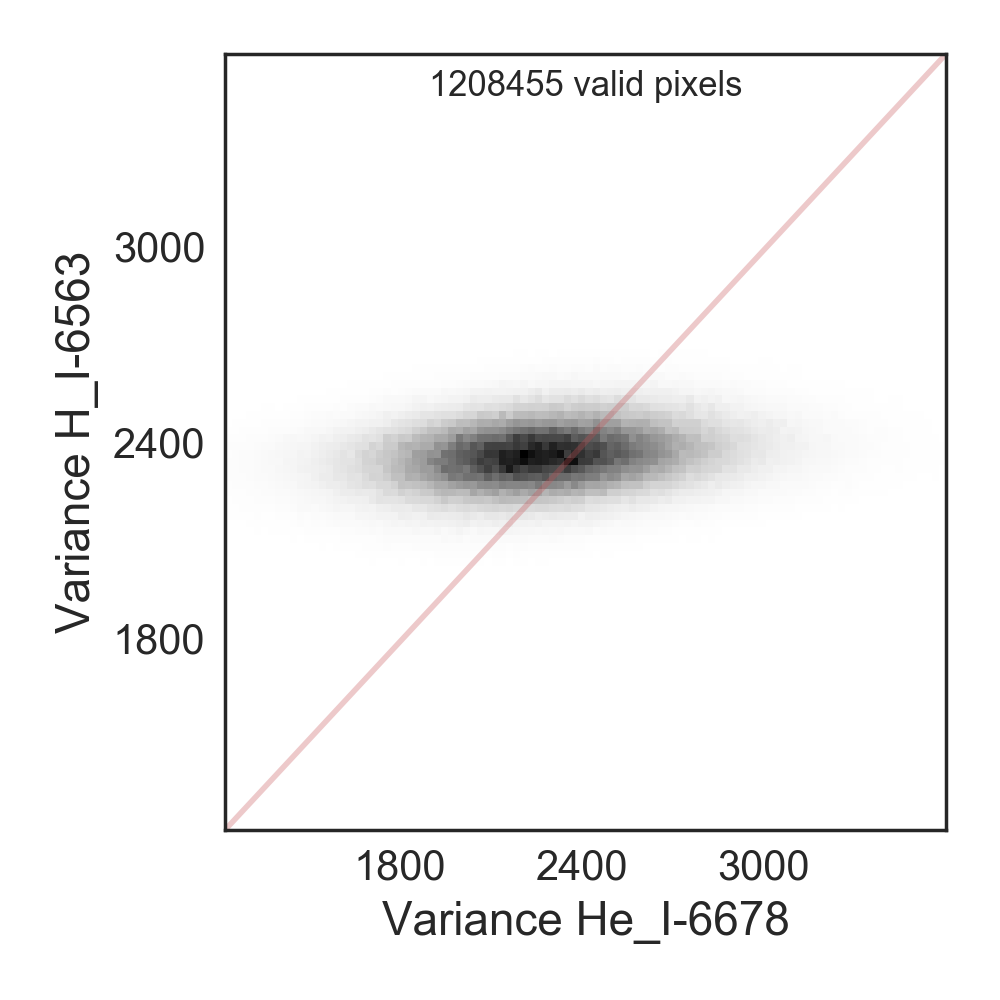 1208455 valid pixels
Variance H_I-6563
3000
2400
1800
1800 2400 3000
Variance He_I-6678